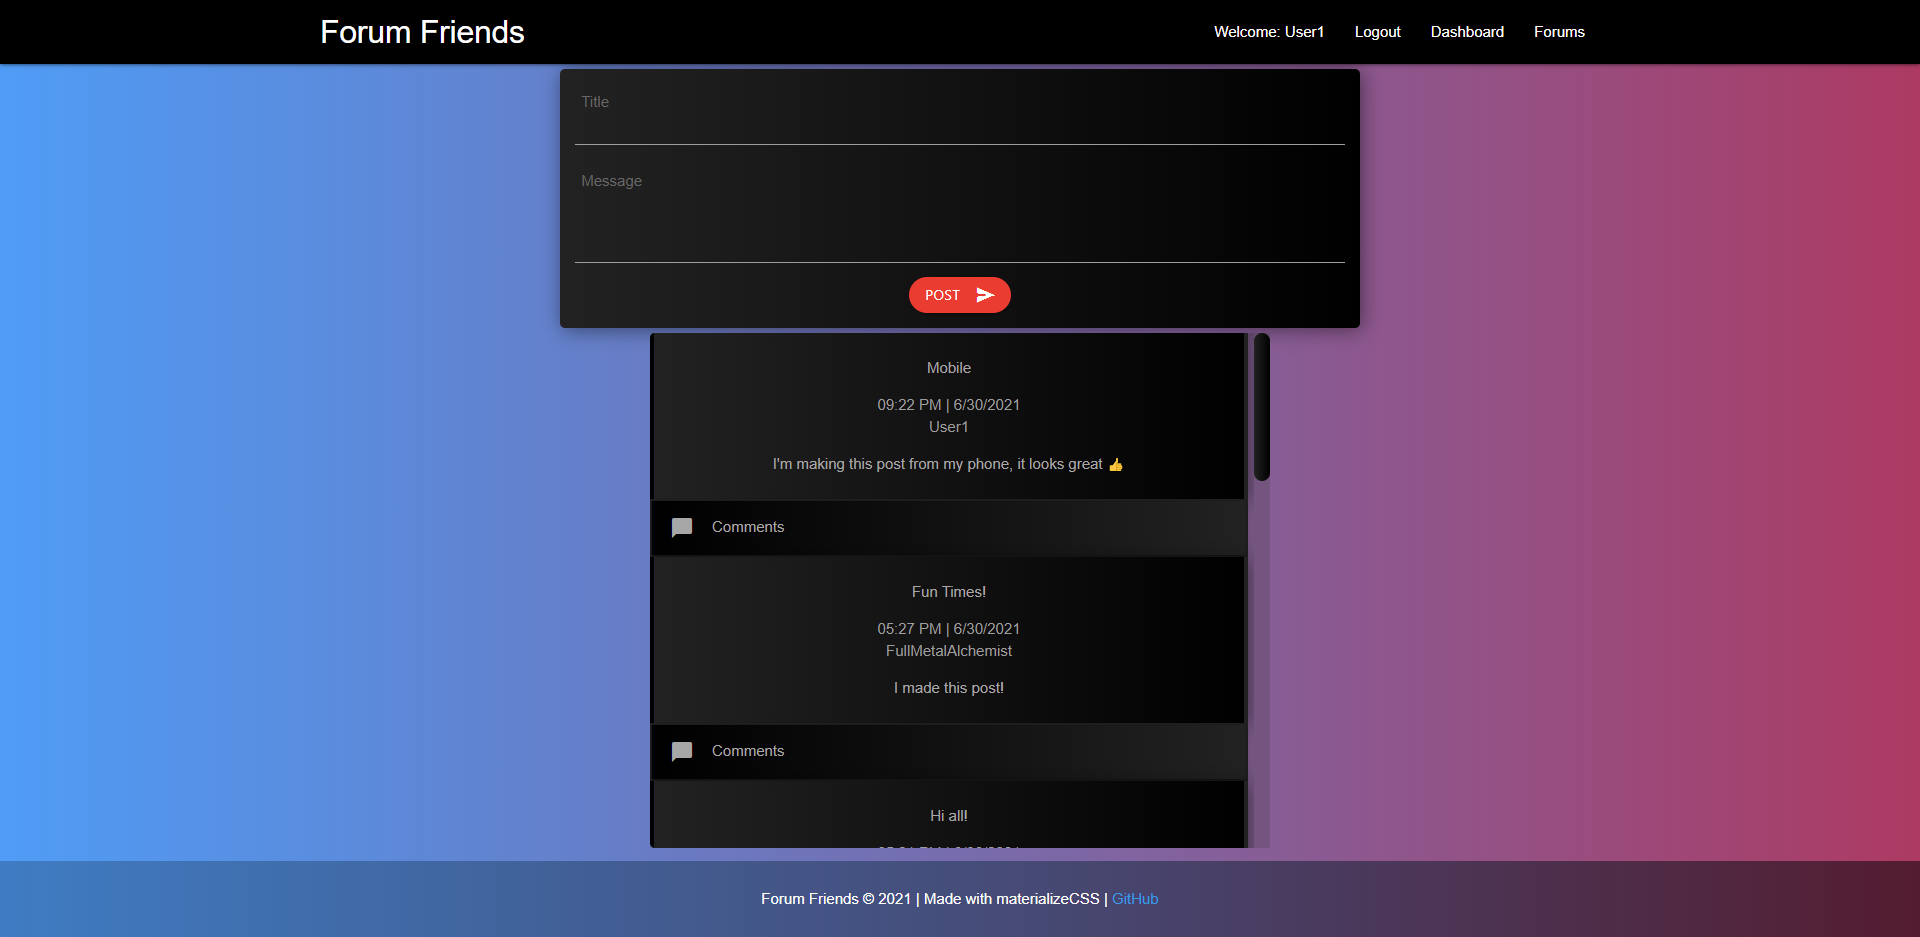 Forum Friends
Welcome: User1 Logout Dashboard Forums
Title
Message
POST
Mobile
09:22 PM | 6/30/2021
User1
I'm making this post from my phone, it looks great 👍
Comments
Fun Times!
05:27 PM | 6/30/2021
FullMetalAlchemist
I made this post!
Comments
Hi all!
Forum Friends © 2021 | Made with materializeCSS | GitHub